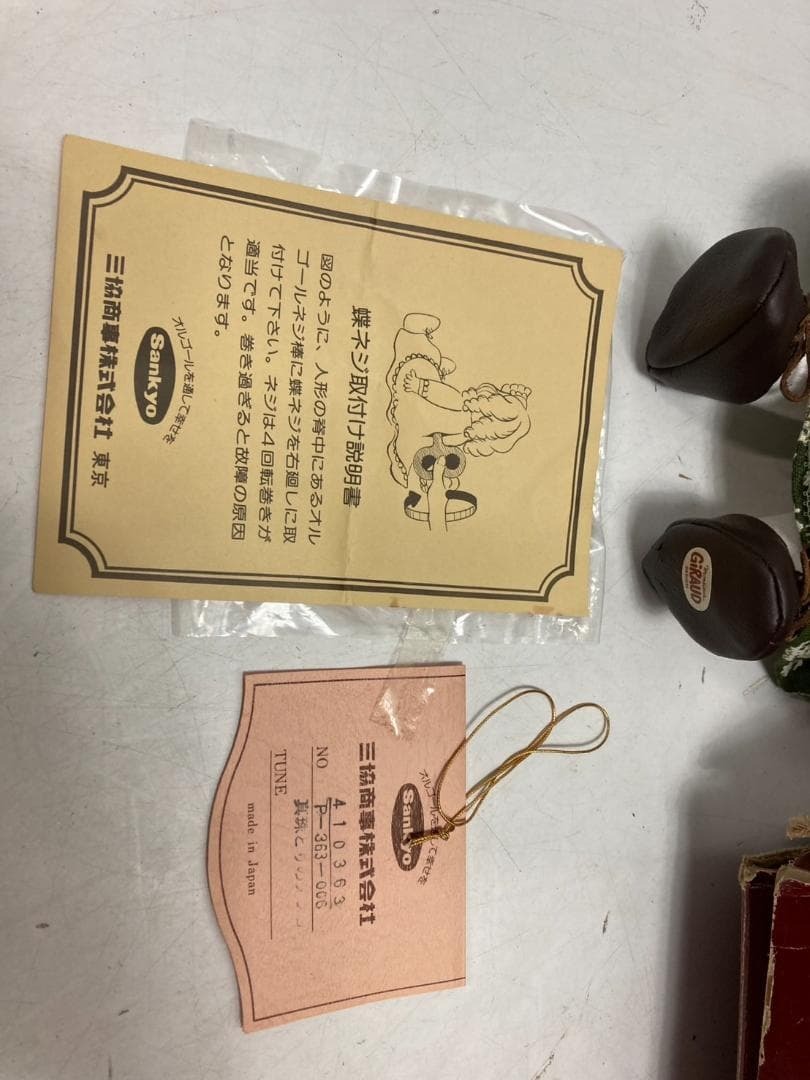 蝶ネジ取付け説明書
図のように、人形の背中にあるオル
ゴールネジ棒に蝶ネジを右廻しに取
付けて下さい。ネジは4回転巻きが
適当です。巻き過ぎると故障の原因
となります。
オルゴールを通して幸せを
Sankyo
三協商事株式会社 東京
オルゴールを通して幸せを
Sankyo
三協商事株式会社
410363
NO P-363-006
真珠とり
TUNE
made in Japan
GiRAUD